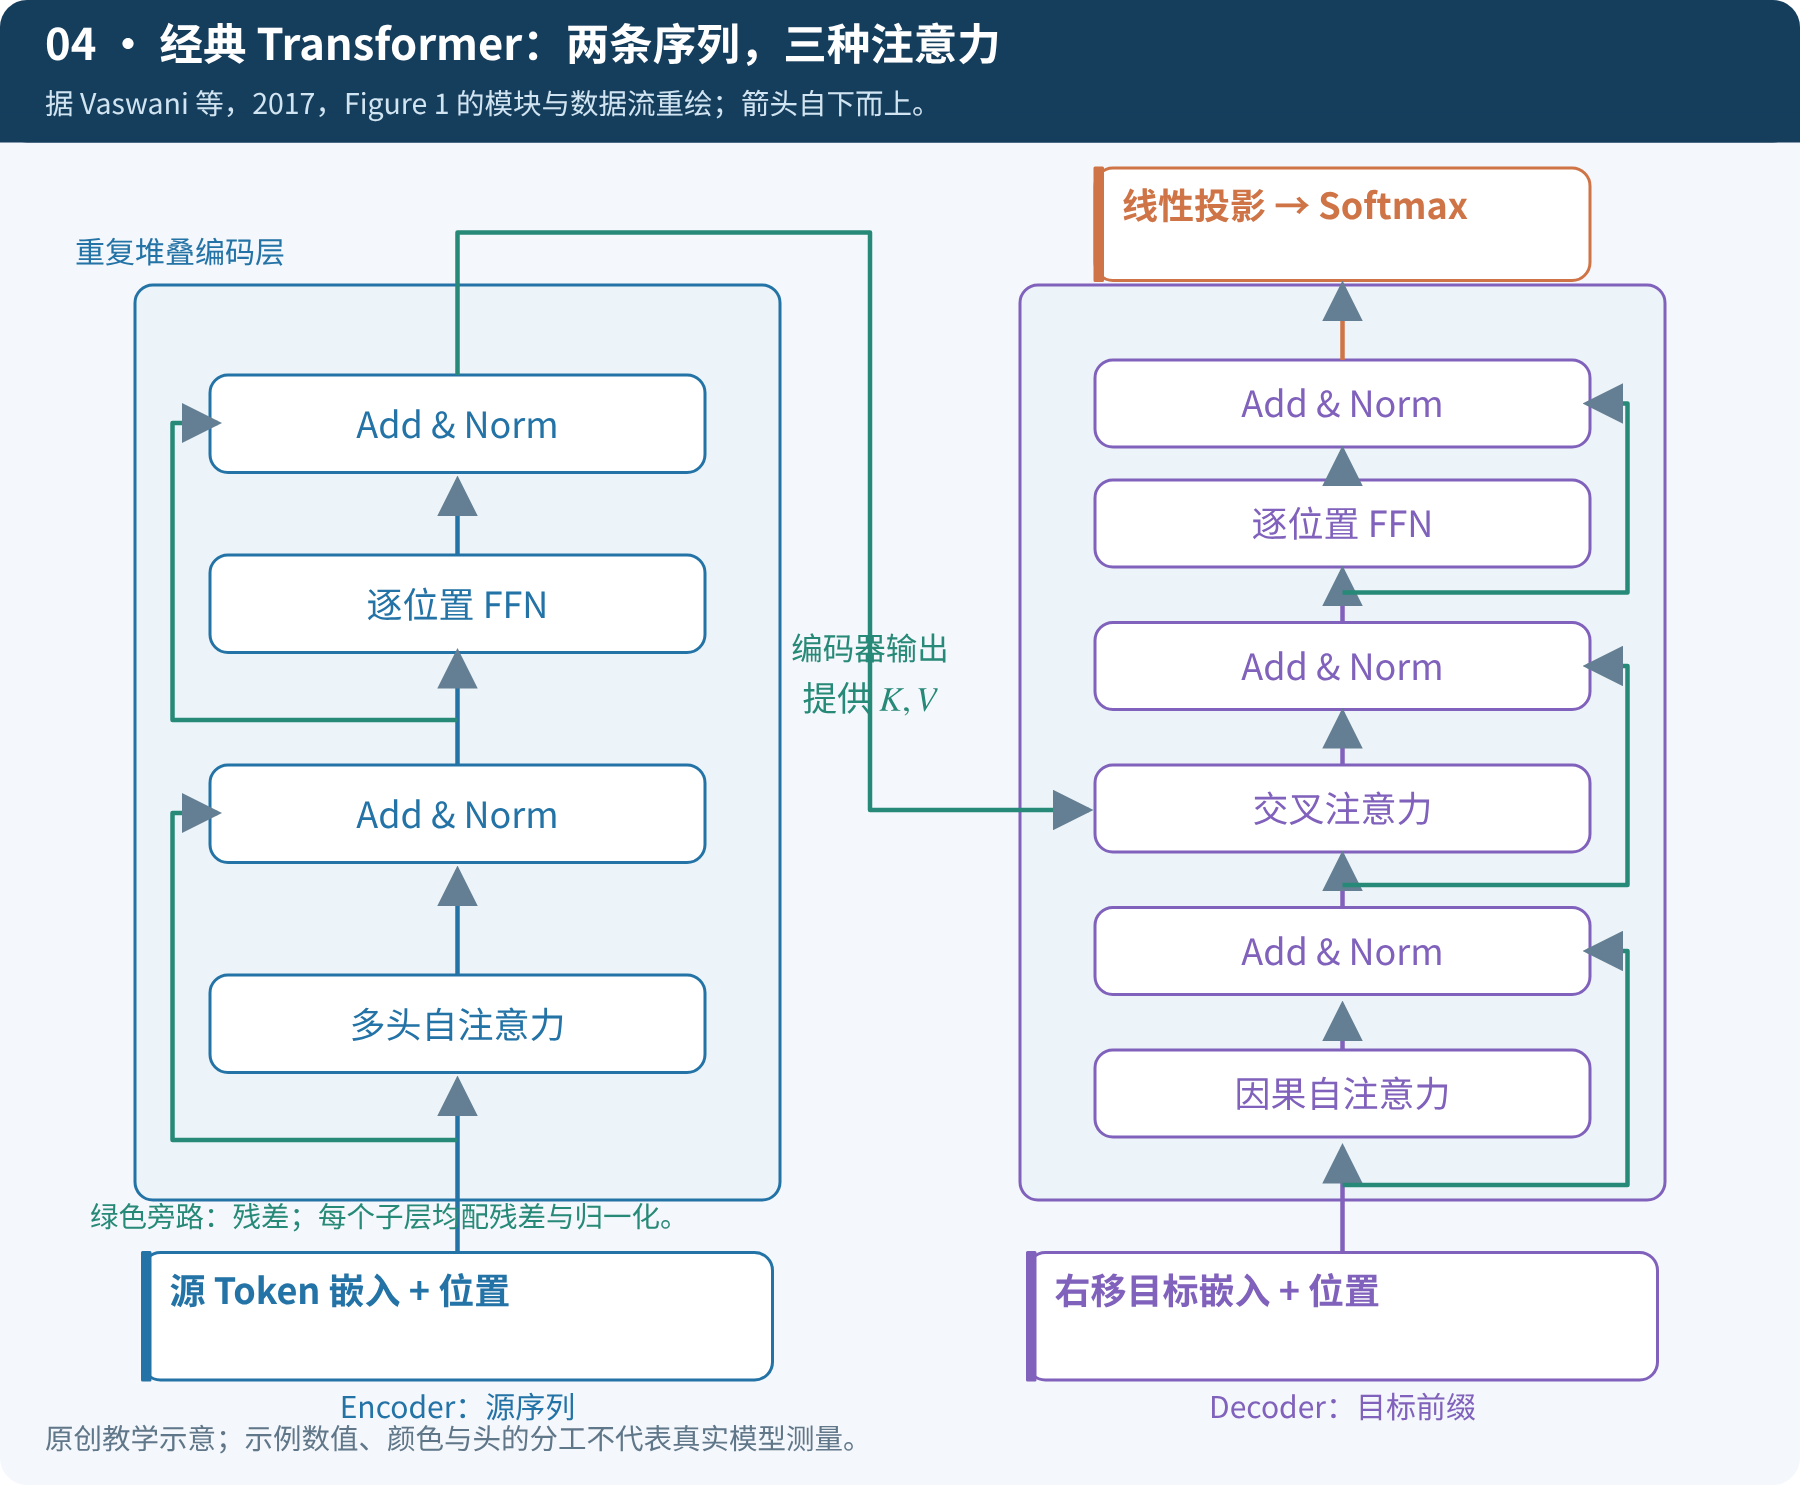 04 · 经典 Transformer：两条序列，三种注意力
据 Vaswani 等，2017，Figure 1 的模块与数据流重绘；箭头自下而上。
线性投影 → Softmax
重复堆叠编码层
Add & Norm
逐位置 FFN
Add & Norm
多头自注意力
绿色旁路：残差；每个子层均配残差与归一化。
源 Token 嵌入 + 位置
Encoder：源序列
编码器输出
提供 K, V
Add & Norm
逐位置 FFN
Add & Norm
交叉注意力
Add & Norm
因果自注意力
右移目标嵌入 + 位置
Decoder：目标前缀
原创教学示意；示例数值、颜色与头的分工不代表真实模型测量。